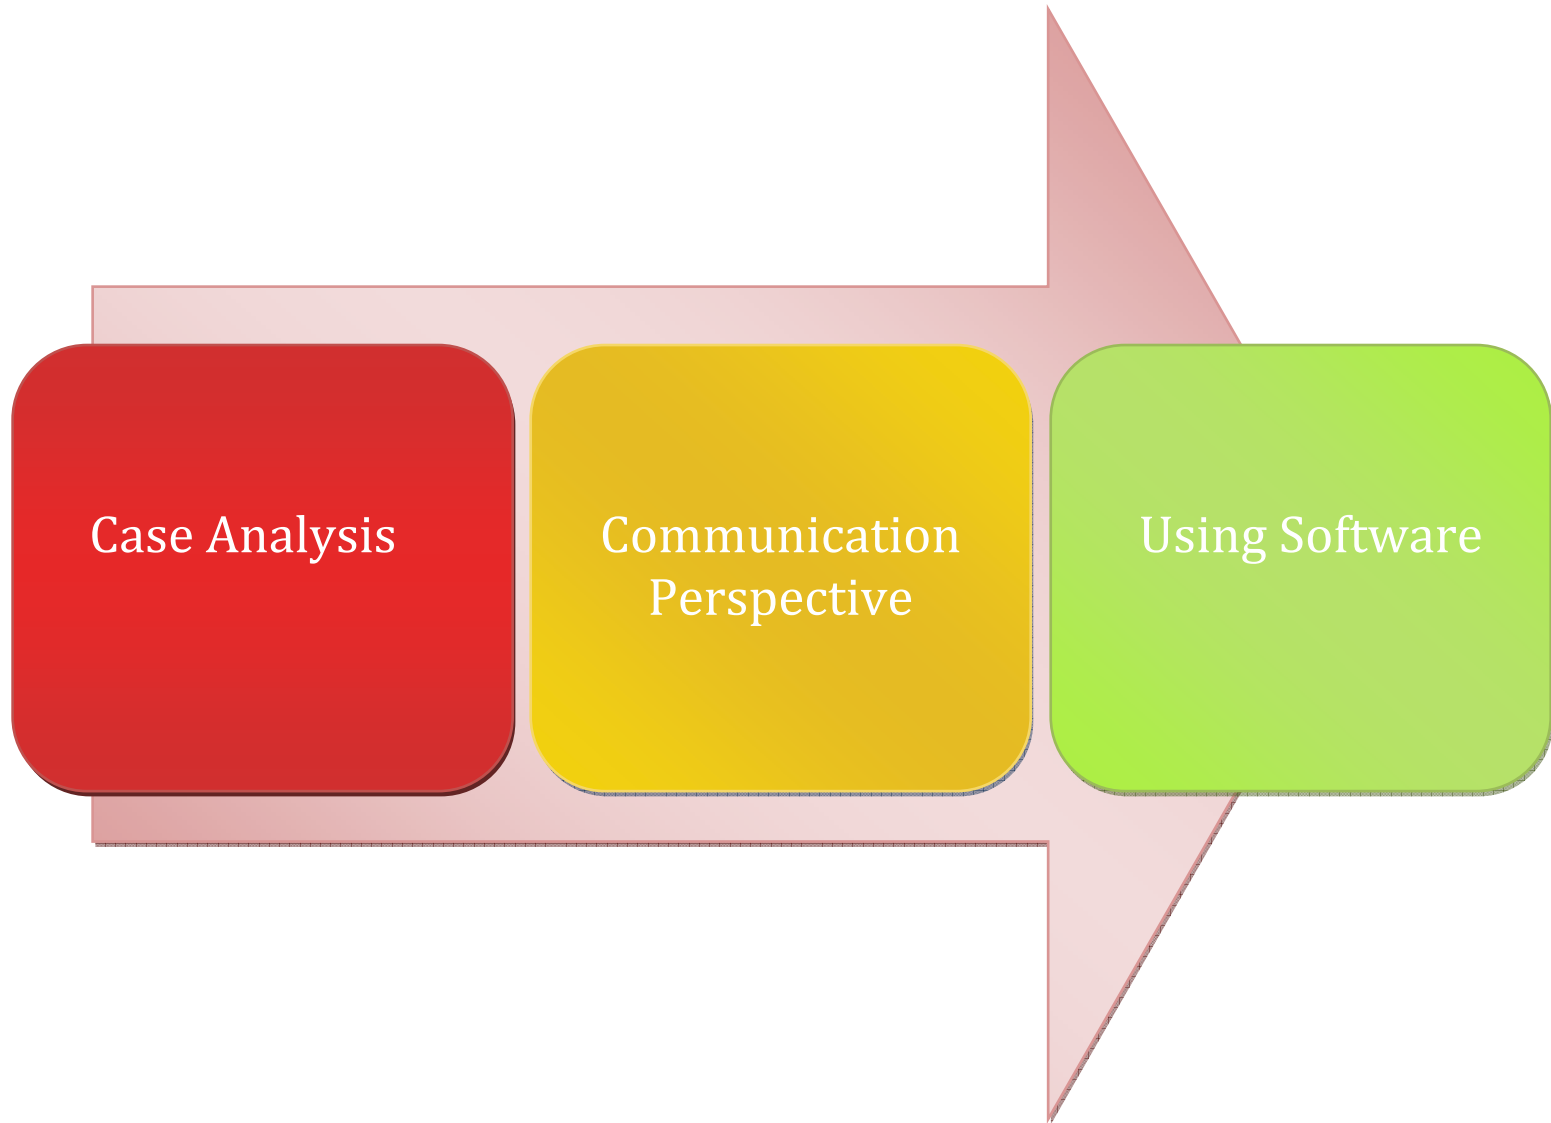 Case Analysis
Communication
Perspective
Using Software